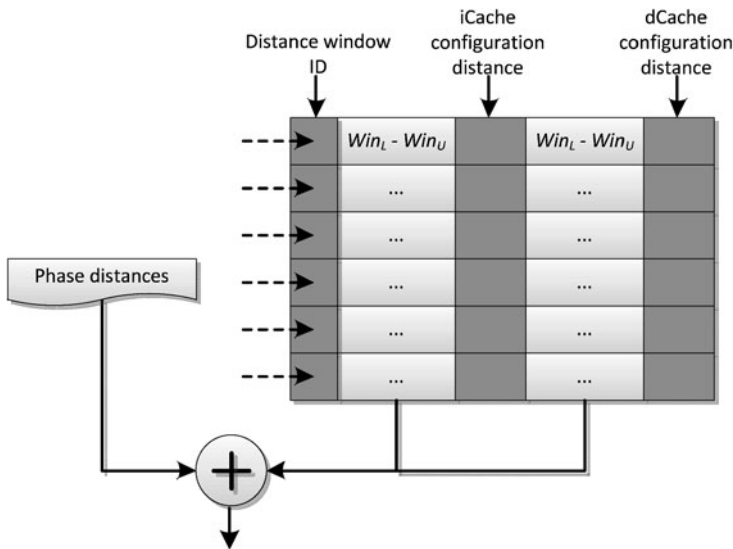 Distance window
ID
iCache
configuration
distance
dCache
configuration
distance
WinL - WinU WinL - WinU
... ...
... ...
... ...
... ...
... ...
Phase distances
+